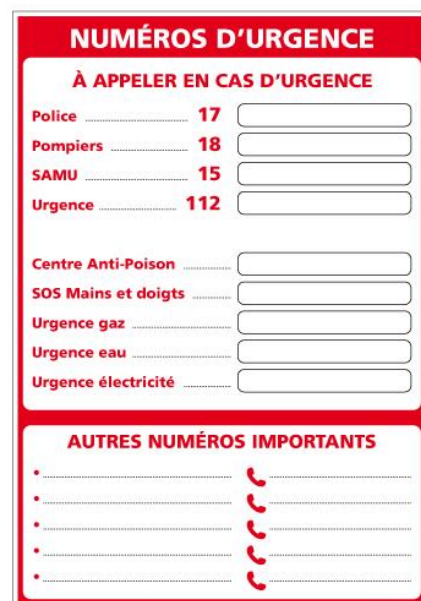 NUMÉROS D'URGENCE
À APPELER EN CAS D'URGENCE
Police 17
Pompiers 18
SAMU 15
Urgence 112
Centre Anti-Poison
SOS Mains et doigts
Urgence gaz
Urgence eau
Urgence électricité
AUTRES NUMÉROS IMPORTANTS